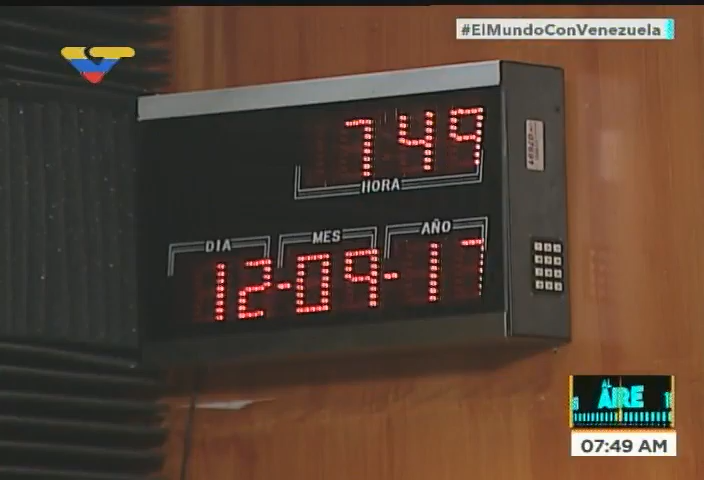 #ElMundoConVenezuela
7 49
HORA
DIA MES AÑO
12-09-17
AL
AIRE
07:49 AM